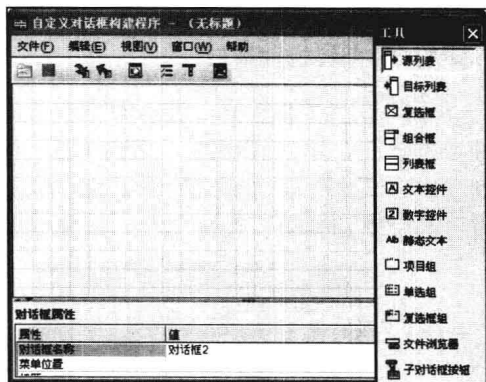 自定义对话框构建程序 - （无标题）
文件(F) 编辑(E) 视图(V) 窗口(W) 帮助
对话框属性
属性 值
对话框名称 对话框2
菜单位置
工具
源列表
目标列表
复选框
组合框
列表框
文本控件
数字控件
Ab 静态文本
项目组
单选组
复选框组
文件浏览器
子对话框按钮